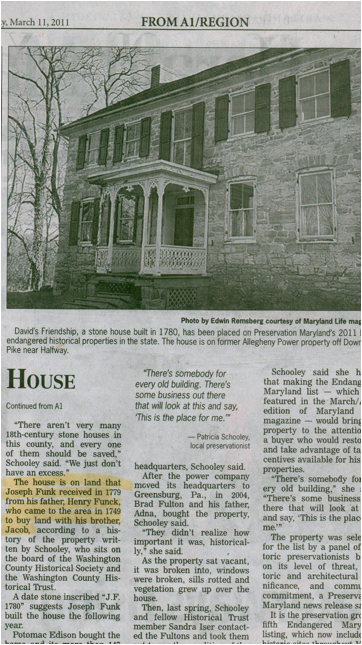 y, March 11, 2011
FROM A1/REGION
Photo by Edwin Remsberg courtesy of Maryland Life mag
David's Friendship, a stone house built in 1780, has been placed on Preservation Maryland's 2011 l
endangered historical properties in the state. The house is on former Allegheny Power property off Down
Pike near Halfway.
HOUSE
Continued from A1
"There aren't very many
18th-century stone houses in
this county, and every one
of them should be saved,"
Schooley said. "We just don't
have an excess."
The house is on land that
Joseph Funk received in 1779
from his father, Henry Funck,
who came to the area in 1749
to buy land with his brother,
Jacob, according to a his-
tory of the property writ-
ten by Schooley, who sits on
the board of the Washington
County Historical Society and
the Washington County His-
torical Trust.
A date stone inscribed "J.F.
1780" suggests Joseph Funk
built the house the following
year.
Potomac Edison bought the
"There's somebody for
every old building. There's
some business out there
that will look at this and say,
'This is the place for me.'"
— Patricia Schooley,
local preservationist
headquarters, Schooley said.
After the power company
moved its headquarters to
Greensburg, Pa., in 2004,
Brad Fulton and his father,
Adna, bought the property,
Schooley said.
"They didn't realize how
important it was, historical-
ly," she said.
As the property sat vacant,
it was broken into, windows
were broken, sills rotted and
vegetation grew up over the
house.
Then, last spring, Schooley
and fellow Historical Trust
member Sandra Iser contact-
ed the Fultons and took them
Schooley said she h
that making the Endang
Maryland list — which
featured in the March/A
edition of Maryland
magazine — would bring
property to the attention
a buyer who would resto
and take advantage of ta
centives available for his
properties.
"There's somebody for
ery old building," she s
"There's some business
there that will look at
and say, 'This is the place
me.'"
The property was sele
for the list by a panel of
toric preservationists b
on its level of threat,
toric and architectural
nificance, and comm
commitment, a Preserva
Maryland news release sa
It is the preservation gro
fifth Endangered Mary
listing, which now includ